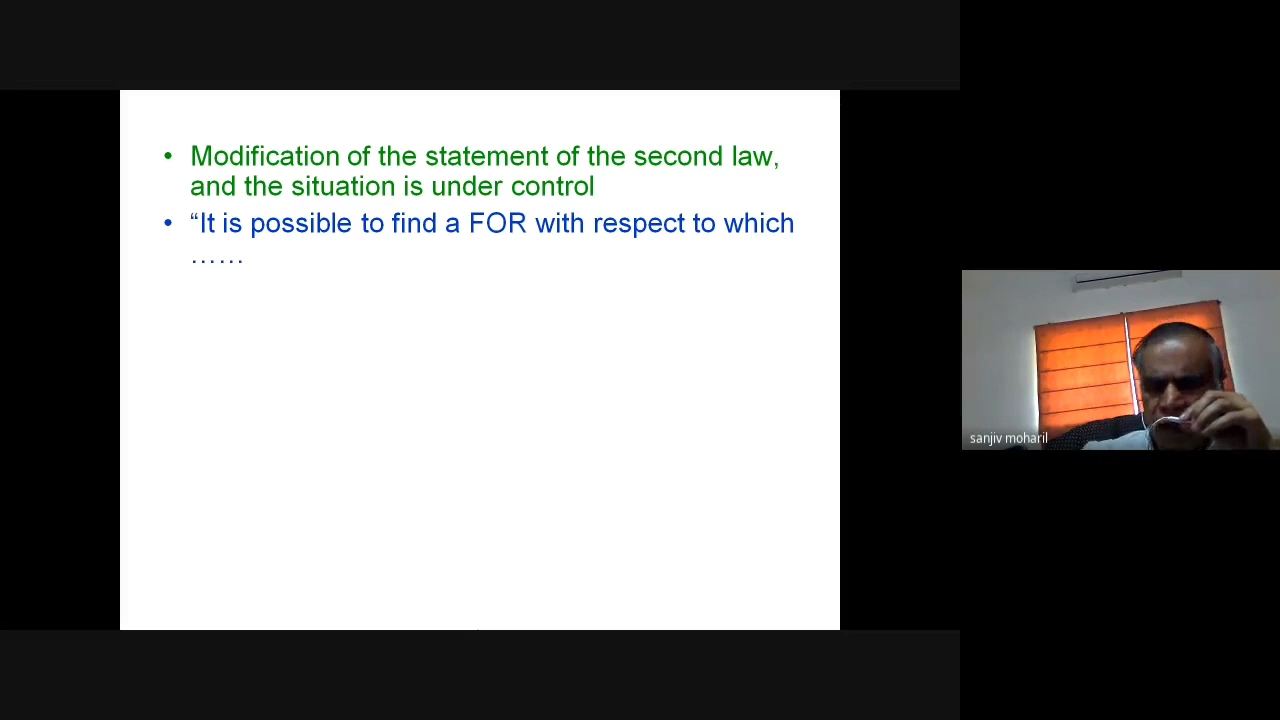 • Modification of the statement of the second law,
and the situation is under control
• “It is possible to find a FOR with respect to which
……
sanjiv moharil